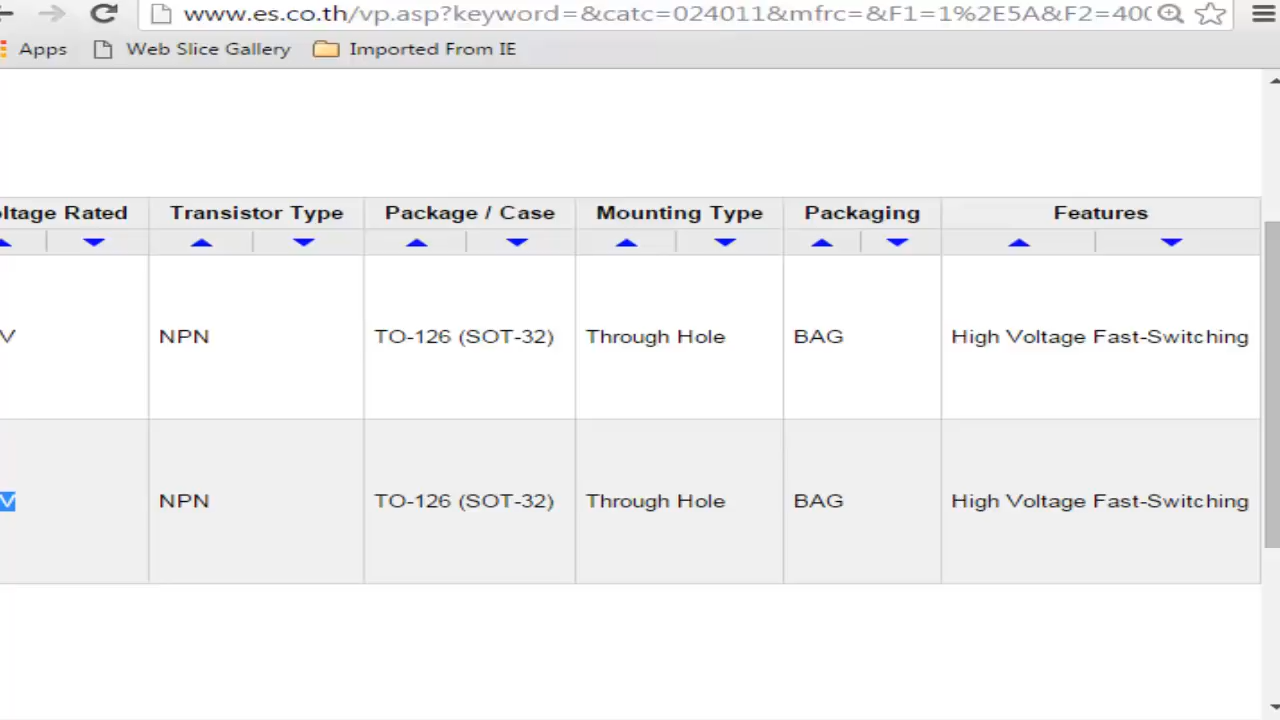 www.es.co.th/vp.asp?keyword=&catc=024011&mfrc=&F1=1%2E5A&F2=400
Apps Web Slice Gallery Imported From IE
oltage Rated Transistor Type Package / Case Mounting Type Packaging Features
V NPN TO-126 (SOT-32) Through Hole BAG High Voltage Fast-Switching
V NPN TO-126 (SOT-32) Through Hole BAG High Voltage Fast-Switching